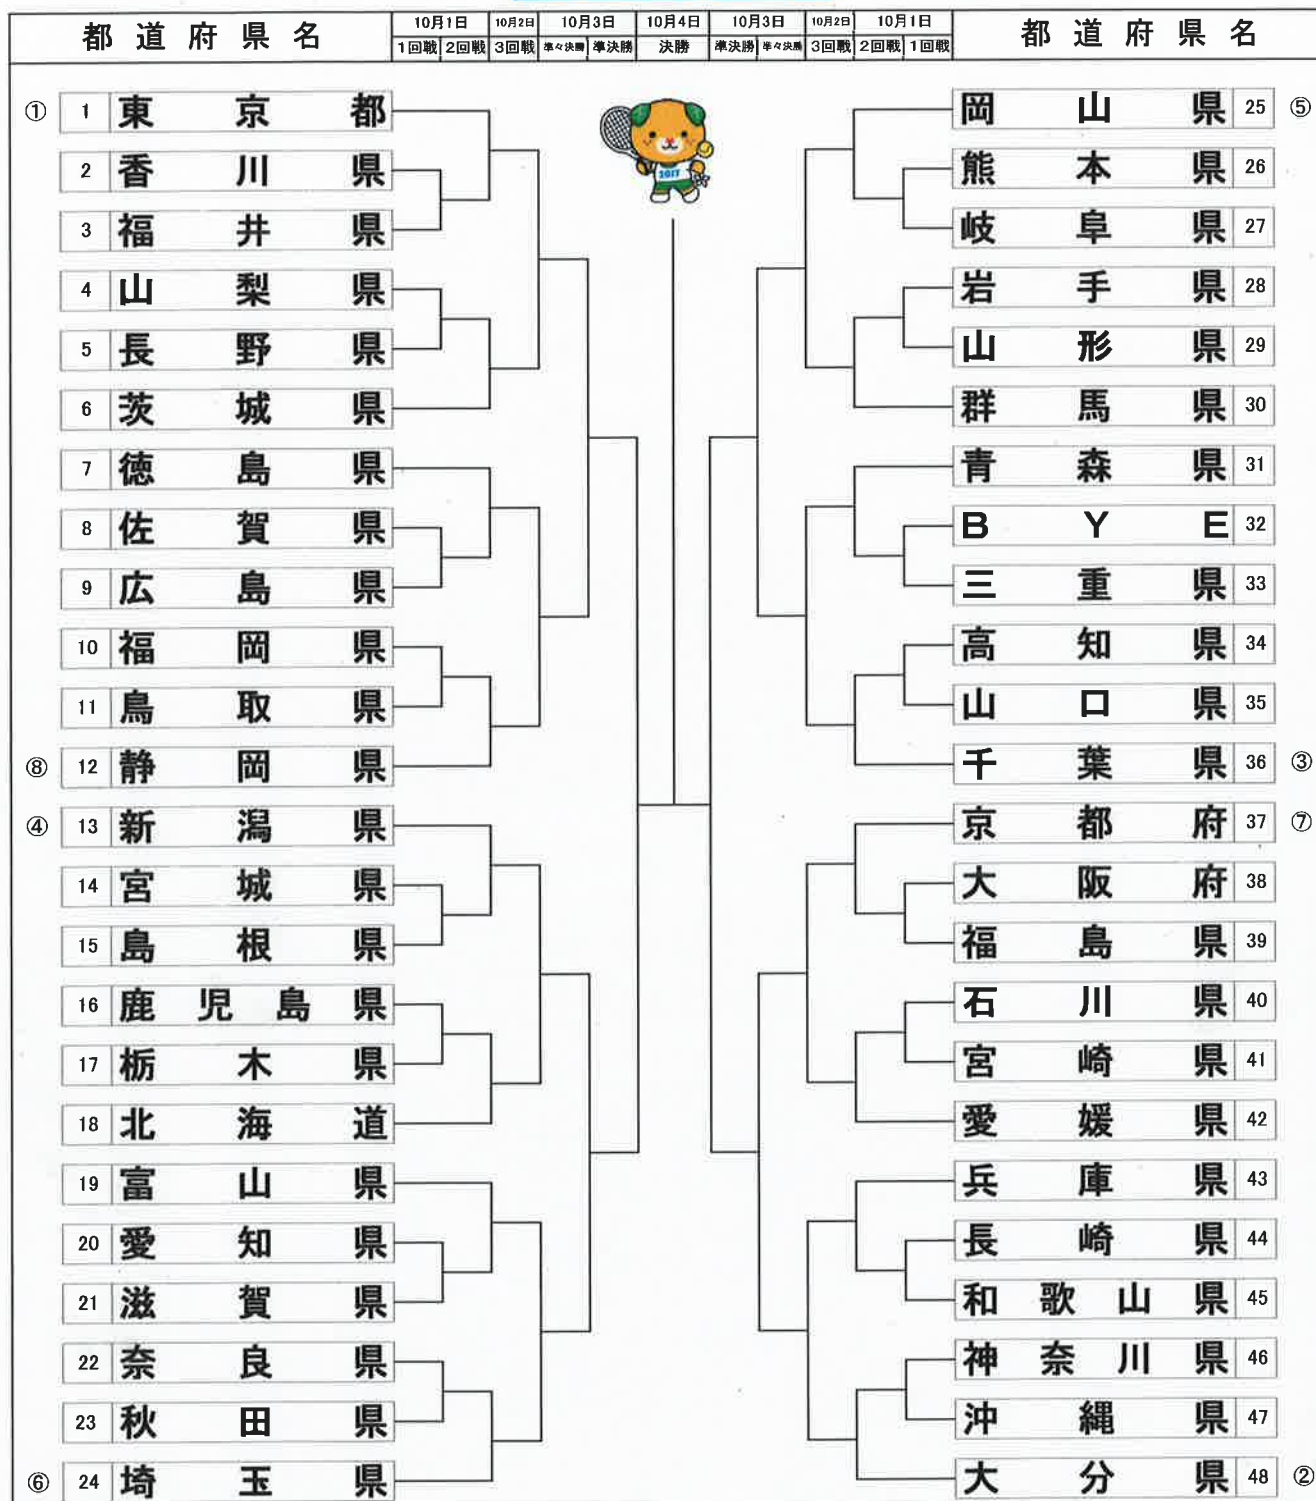 都道府県名 10月1日 10月2日 10月3日 10月4日 10月3日 10月2日 10月1日 都道府県名
1回戦 2回戦 3回戦 準々決勝 準決勝 決勝 準決勝 準々決勝 3回戦 2回戦 1回戦
① 1 東京都 岡山県 25 ⑤
2 香川県 熊本県 26
3 福井県 岐阜県 27
4 山梨県 岩手県 28
5 長野県 山形県 29
6 茨城県 群馬県 30
7 徳島県 青森県 31
8 佐賀県 BYE 32
9 広島県 三重県 33
10 福岡県 高知県 34
11 鳥取県 山口県 35
⑧ 12 静岡県 千葉県 36 ③
④ 13 新潟県 京都府 37 ⑦
14 宮城県 大阪府 38
15 島根県 福島県 39
16 鹿児島県 石川県 40
17 栃木県 宮崎県 41
18 北海道 愛媛県 42
19 富山県 兵庫県 43
20 愛知県 長崎県 44
21 滋賀県 和歌山県 45
22 奈良県 神奈川県 46
23 秋田県 沖縄県 47
⑥ 24 埼玉県 大分県 48 ②
2017